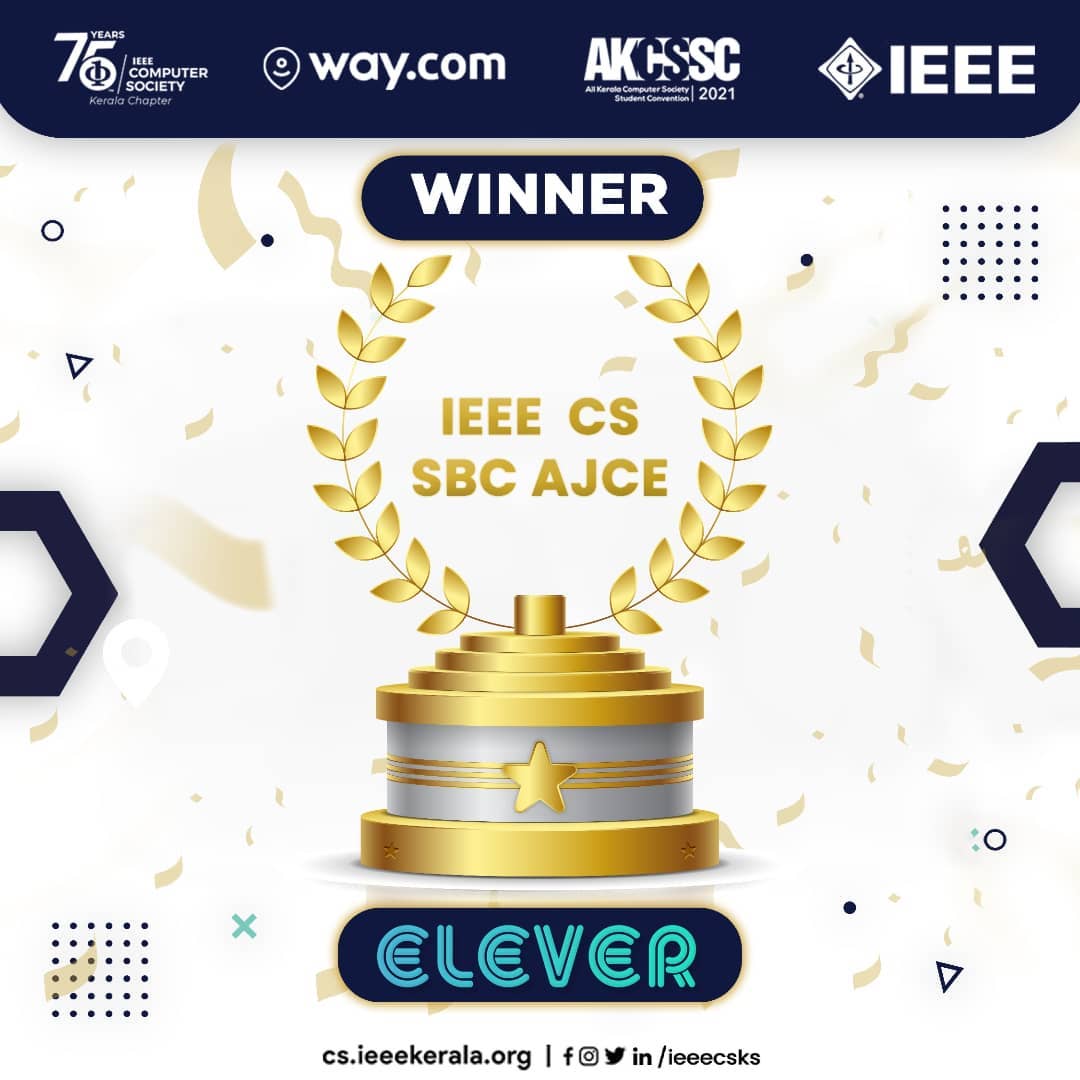 75 YEARS
IEEE
COMPUTER
SOCIETY
Kerala Chapter
way.com
AKCSSC
All Kerala Computer Society
Student Convention | 2021
IEEE
WINNER
IEEE CS
SBC AJCE
ELEVER
cs.ieeekerala.org | f in /ieeecsks